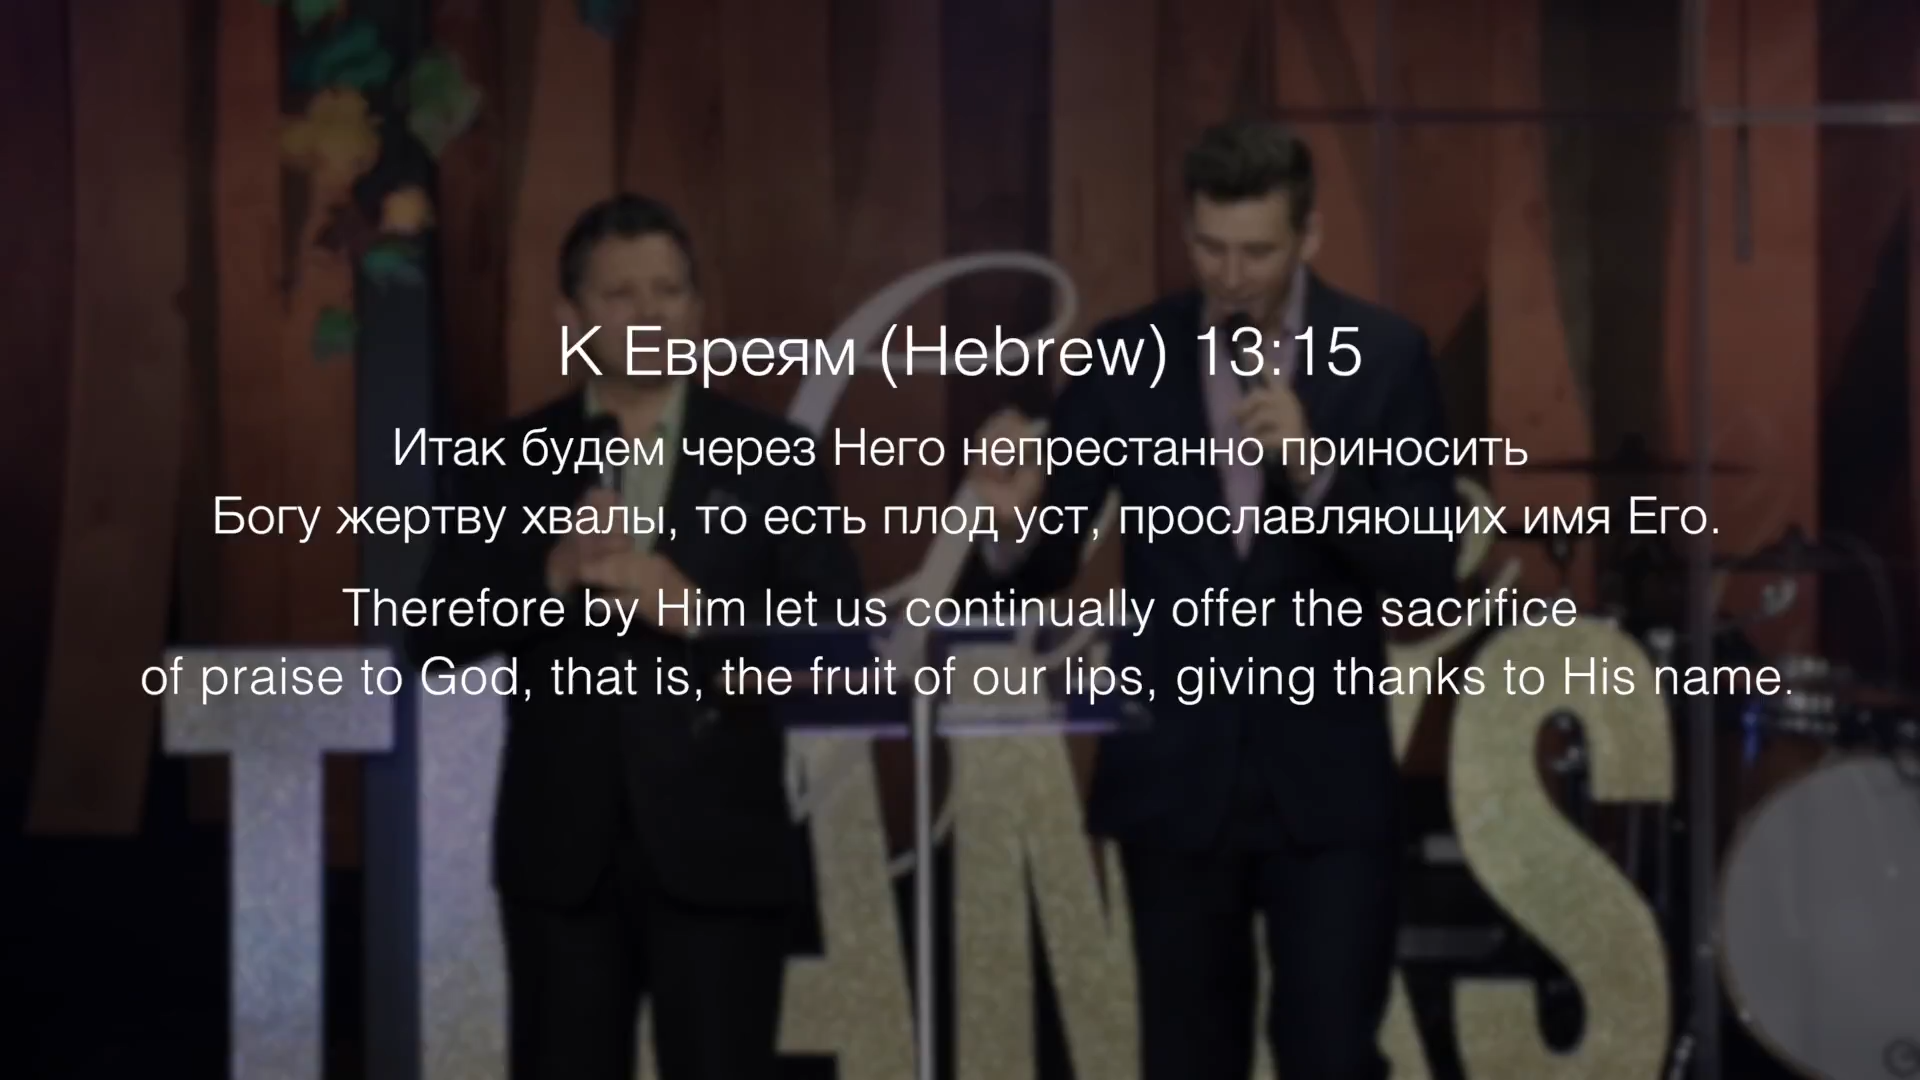 К Евреям (Hebrew) 13:15
Итак будем через Него непрестанно приносить
Богу жертву хвалы, то есть плод уст, прославляющих имя Его.
Therefore by Him let us continually offer the sacrifice
of praise to God, that is, the fruit of our lips, giving thanks to His name.